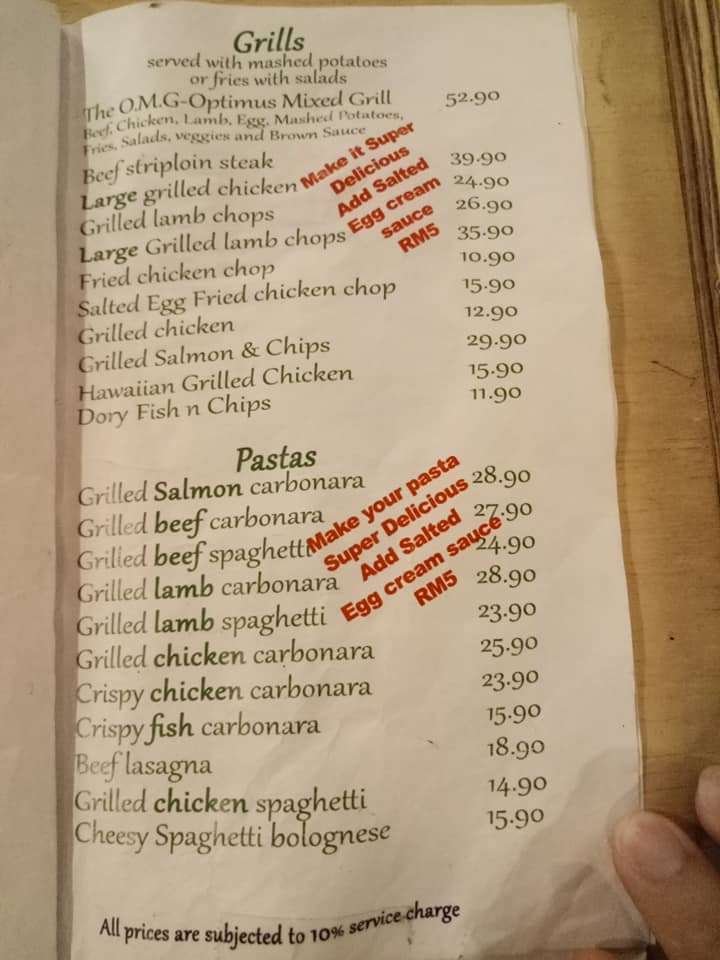 Grills
served with mashed potatoes
or fries with salads
The O.M.G-Optimus Mixed Grill 52.90
Beef, Chicken, Lamb, Egg, Mashed Potatoes,
Fries, Salads, veggies and Brown Sauce
Beef striploin steak 39.90
Large grilled chicken 24.90
Grilled lamb chops 26.90
Large Grilled lamb chops 35.90
Fried chicken chop 10.90
Salted Egg Fried chicken chop 15.90
Grilled chicken 12.90
Grilled Salmon & Chips 29.90
Hawaiian Grilled Chicken 15.90
Dory Fish n Chips 11.90
Make it Super
Delicious
Add Salted
Egg cream
sauce
RM5
Pastas
Grilled Salmon carbonara 28.90
Grilled beef carbonara 27.90
Grilled beef spaghetti 24.90
Grilled lamb carbonara 28.90
Grilled lamb spaghetti 23.90
Grilled chicken carbonara 25.90
Crispy chicken carbonara 23.90
Crispy fish carbonara 15.90
Beef lasagna 18.90
Grilled chicken spaghetti 14.90
Cheesy Spaghetti bolognese 15.90
Make your pasta
Super Delicious
Add Salted
Egg cream sauce
RM5
All prices are subjected to 10% service charge